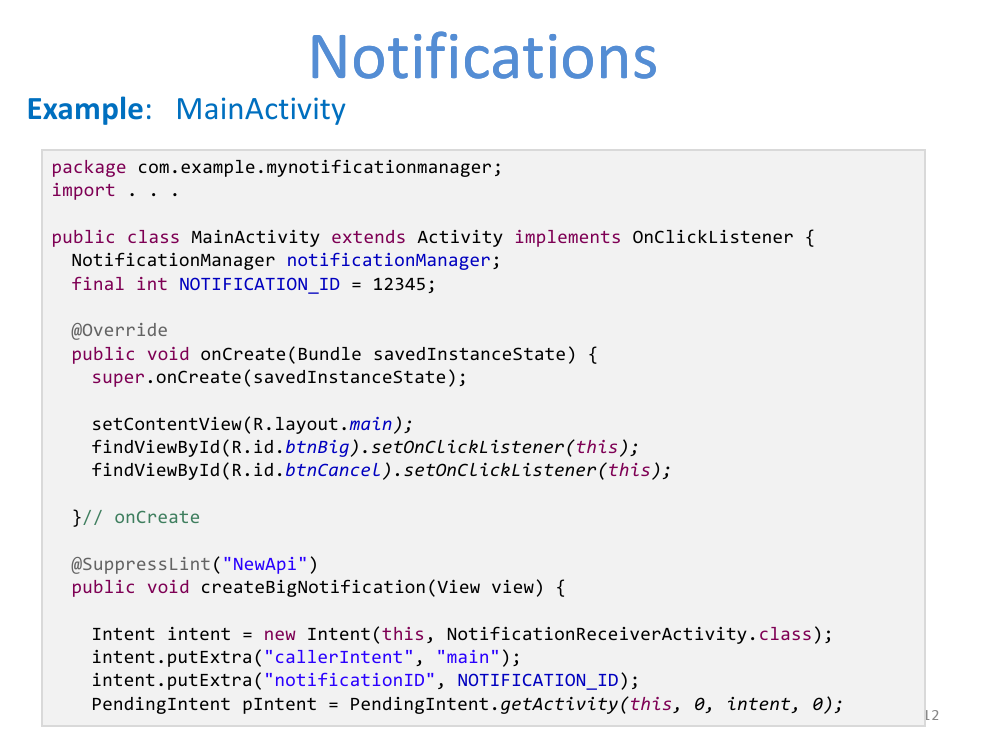 Notifications
Example:   MainActivity
package com.example.mynotificationmanager;
import . . .
public class MainActivity extends Activity implements OnClickListener {
NotificationManager notificationManager;
final int NOTIFICATION_ID = 12345;
@Override
public void onCreate(Bundle savedInstanceState) {
super.onCreate(savedInstanceState);
setContentView(R.layout.main);
findViewById(R.id.btnBig).setOnClickListener(this);
findViewById(R.id.btnCancel).setOnClickListener(this);
}// onCreate
@SuppressLint("NewApi")
public void createBigNotification(View view) {
Intent intent = new Intent(this, NotificationReceiverActivity.class);
intent.putExtra("callerIntent", "main");
intent.putExtra("notificationID", NOTIFICATION_ID);
PendingIntent pIntent = PendingIntent.getActivity(this, 0, intent, 0);
12